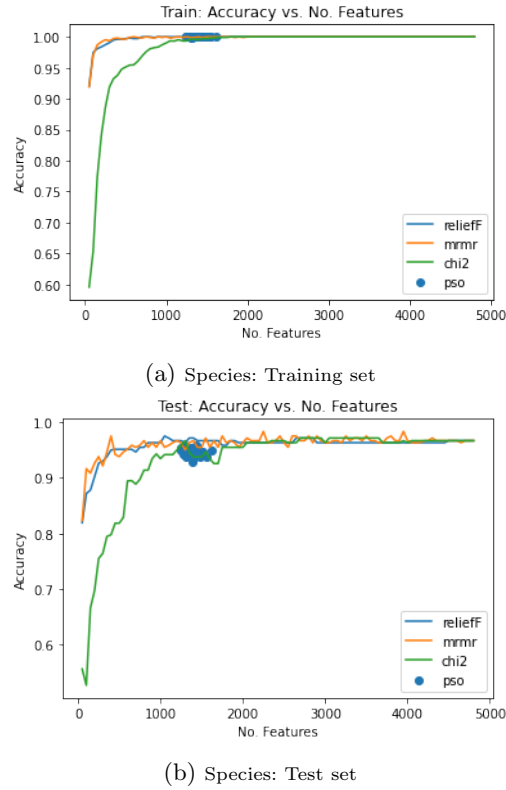 Train: Accuracy vs. No. Features
1.00
0.95
0.90
0.85
0.80
0.75
0.70
0.65
0.60
Accuracy
reliefF
mrmr
chi2
pso
0 1000 2000 3000 4000 5000
No. Features
(a) Species: Training set
Test: Accuracy vs. No. Features
1.0
0.9
0.8
0.7
0.6
Accuracy
reliefF
mrmr
chi2
pso
0 1000 2000 3000 4000 5000
No. Features
(b) Species: Test set